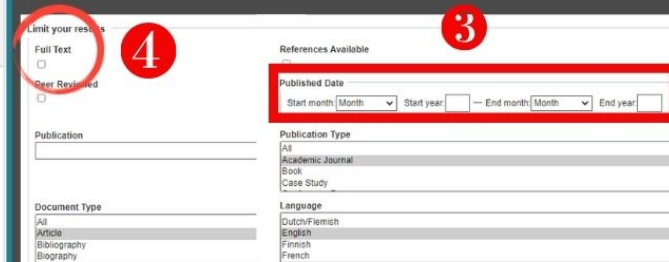 Limit your results
Full Text
4
3
References Available
Peer Reviewed
Published Date
Start month: Month Start year: — End month: Month End year:
Publication
Publication Type
All
Academic Journal
Book
Case Study
Document Type
All
Article
Bibliography
Biography
Language
Dutch/Flemish
English
Finnish
French